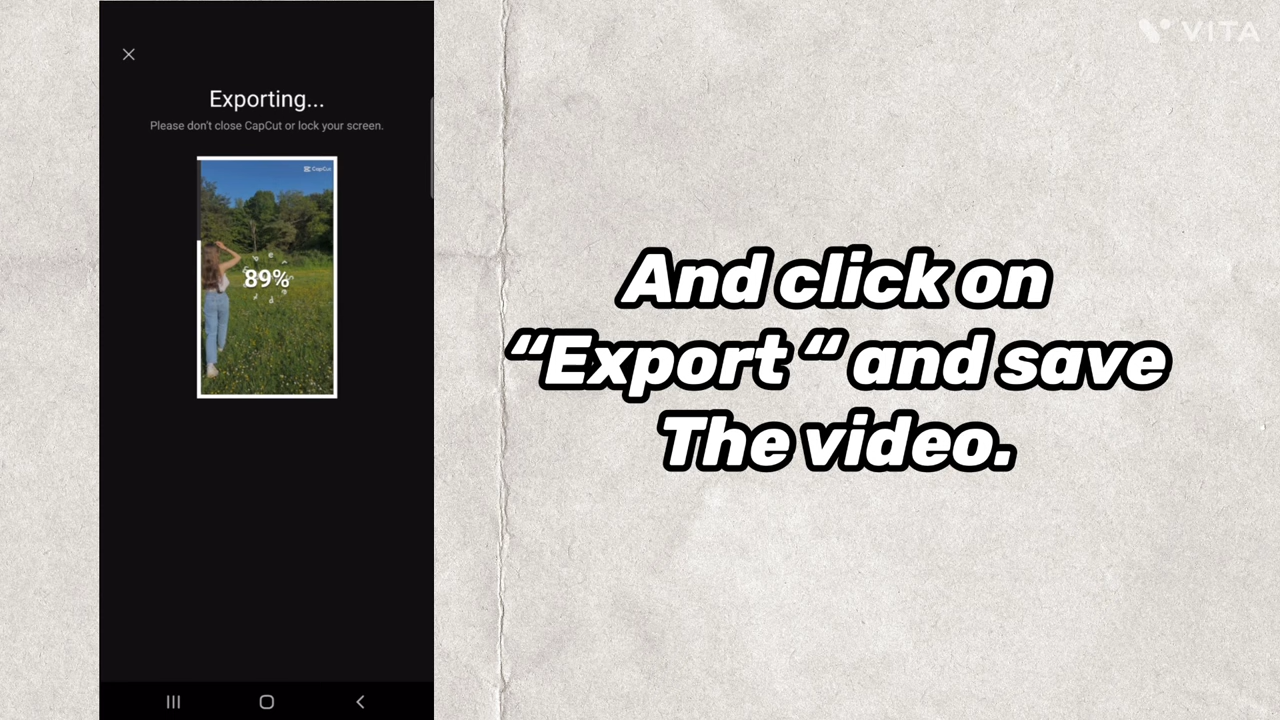 VITA
Exporting...
Please don't close CapCut or lock your screen.
CapCut
89%
And click on
“Export “ and save
The video.